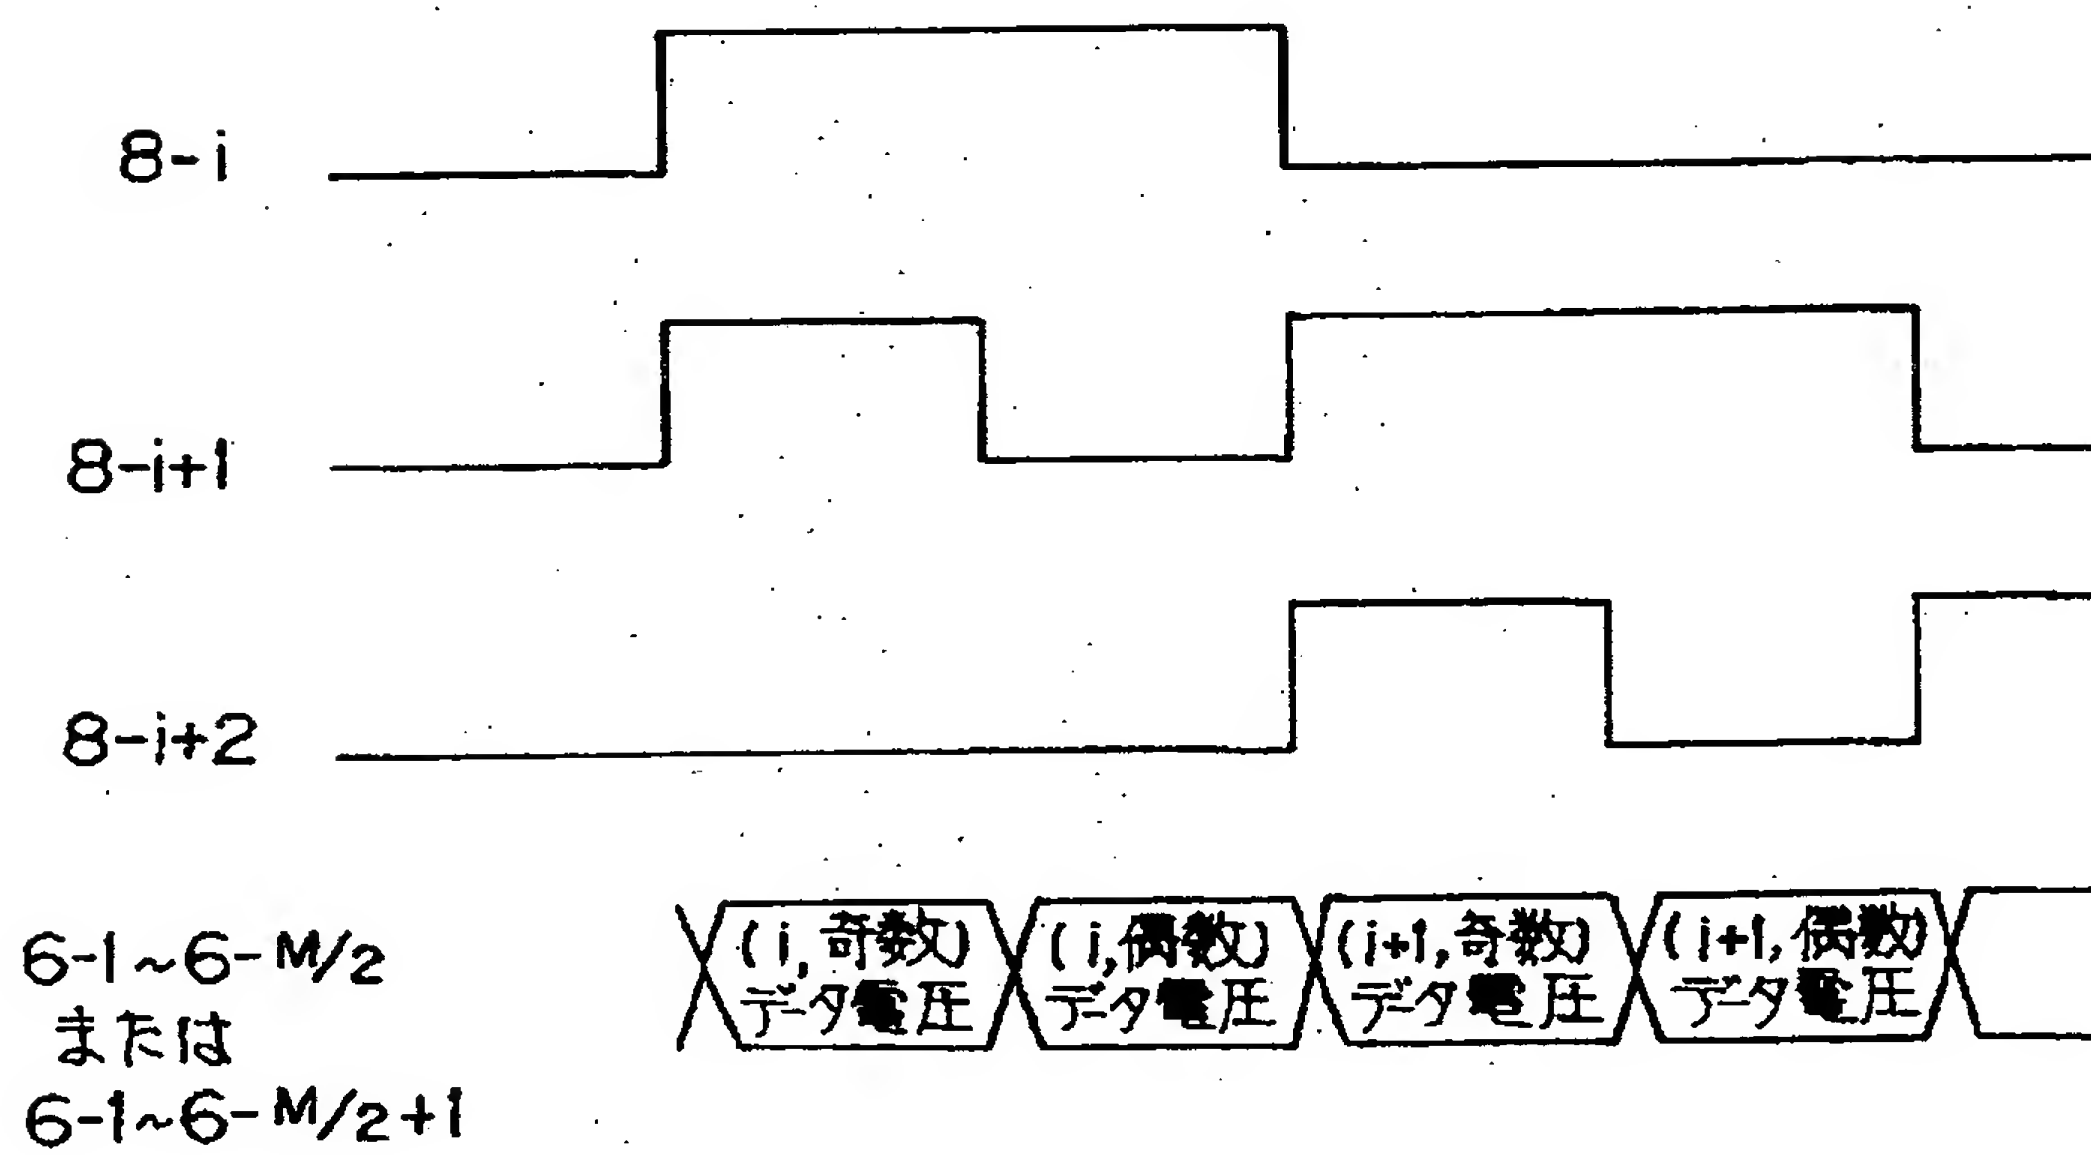 8-i
8-i+1
8-i+2
6-1~6-M/2
または
6-1~6-M/2+1
(i,奇数)
データ電圧
(i,偶数)
データ電圧
(i+1,奇数)
データ電圧
(i+1,偶数)
データ電圧